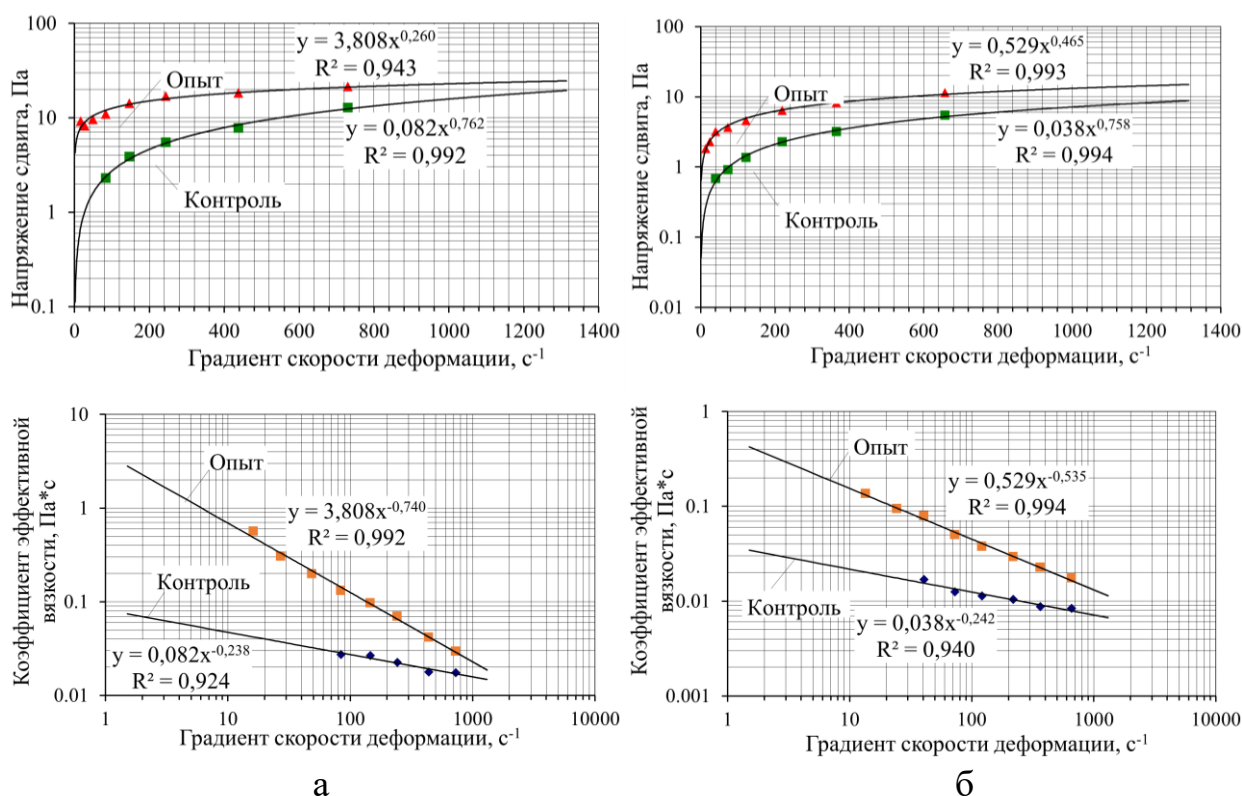 Напряжение сдвига, Па
100
10
1
0.1
y = 3,808x^0,260
R² = 0,943
Опыт
y = 0,082x^0,762
R² = 0,992
Контроль
0 200 400 600 800 1000 1200 1400
Градиент скорости деформации, с⁻¹
Напряжение сдвига, Па
100
10
1
0.1
0.01
y = 0,529x^0,465
R² = 0,993
Опыт
y = 0,038x^0,758
R² = 0,994
Контроль
0 200 400 600 800 1000 1200 1400
Градиент скорости деформации, с⁻¹
Коэффициент эффективной
вязкости, Па*с
10
1
0.1
0.01
Опыт
y = 3,808x^-0,740
R² = 0,992
Контроль
y = 0,082x^-0,238
R² = 0,924
1 10 100 1000 10000
Градиент скорости деформации, с⁻¹
а
Коэффициент эффективной
вязкости, Па*с
1
0.1
0.01
0.001
Опыт
y = 0,529x^-0,535
R² = 0,994
Контроль
y = 0,038x^-0,242
R² = 0,940
1 10 100 1000 10000
Градиент скорости деформации, с⁻¹
б